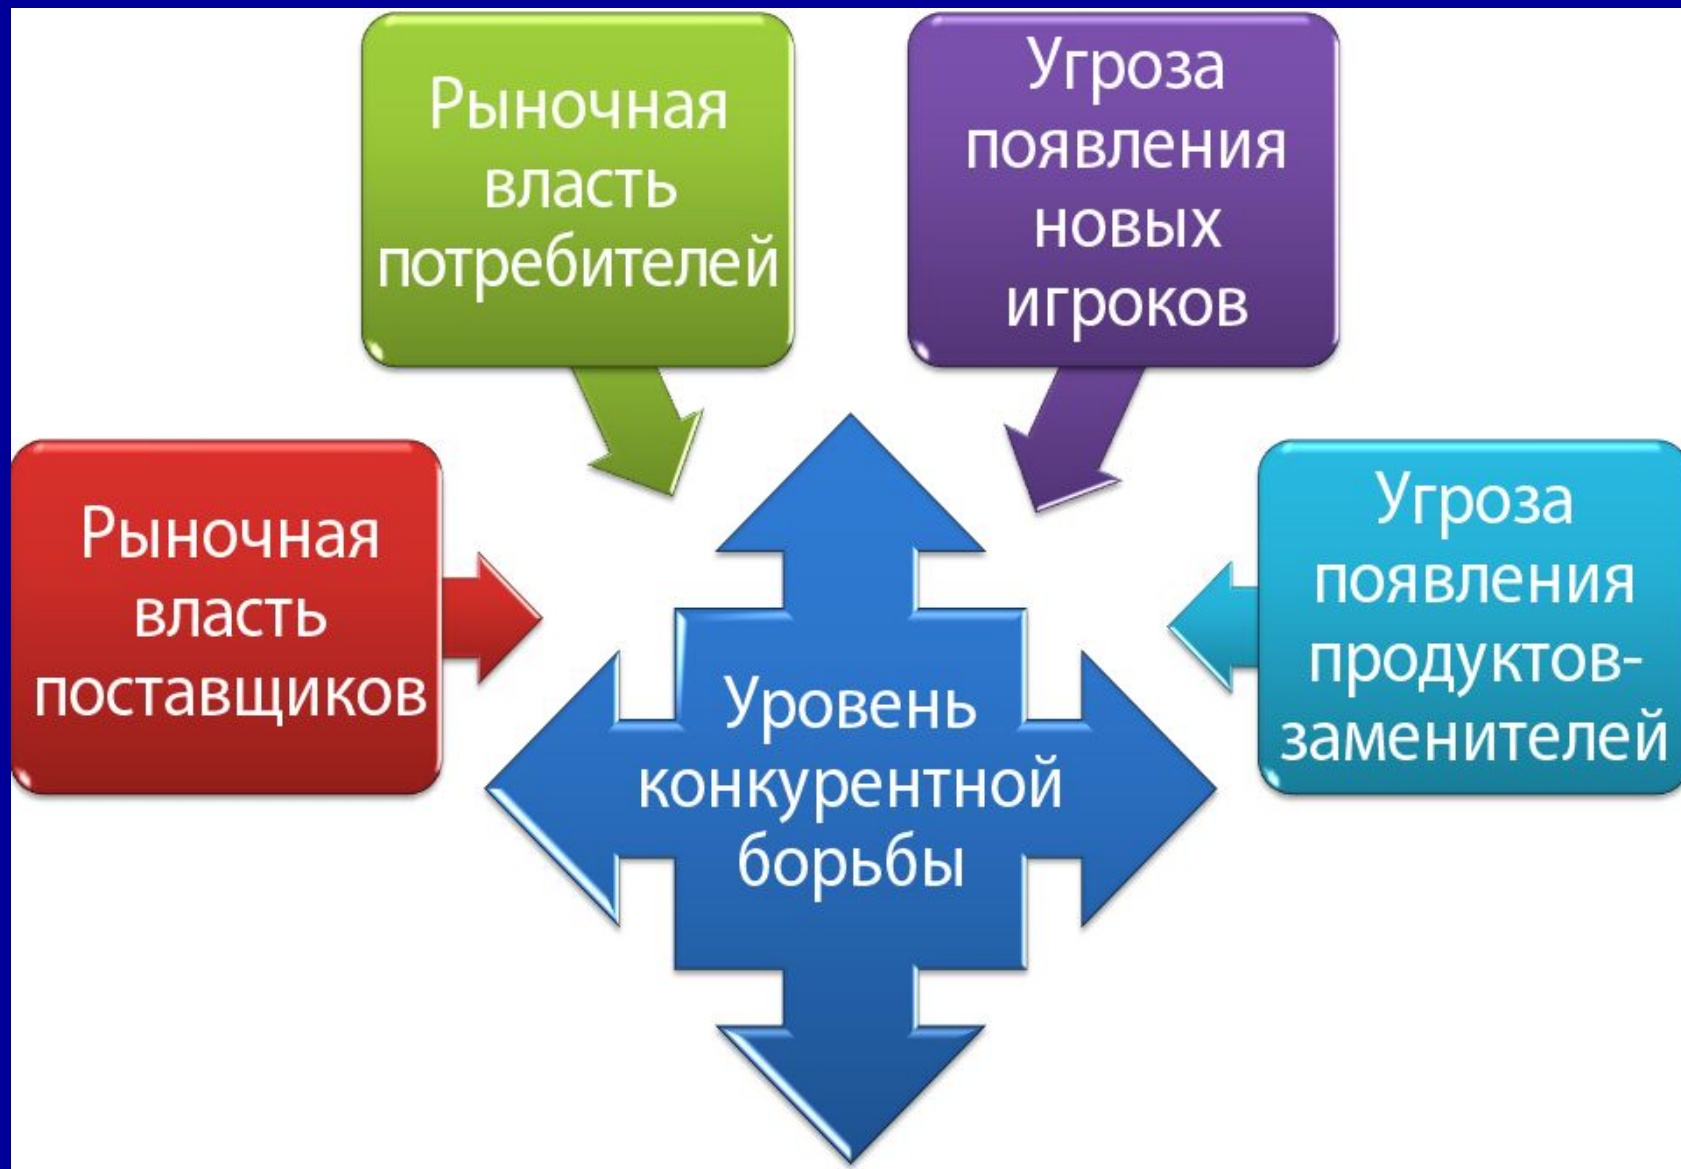 Рыночная
власть
потребителей
Угроза
появления
новых
игроков
Рыночная
власть
поставщиков
Угроза
появления
продуктов-
заменителей
Уровень
конкурентной
борьбы